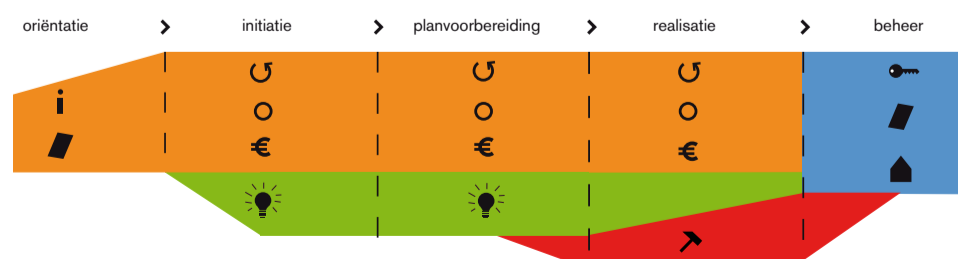 oriëntatie > initiatie > planvoorbereiding > realisatie > beheer
i
€ € €